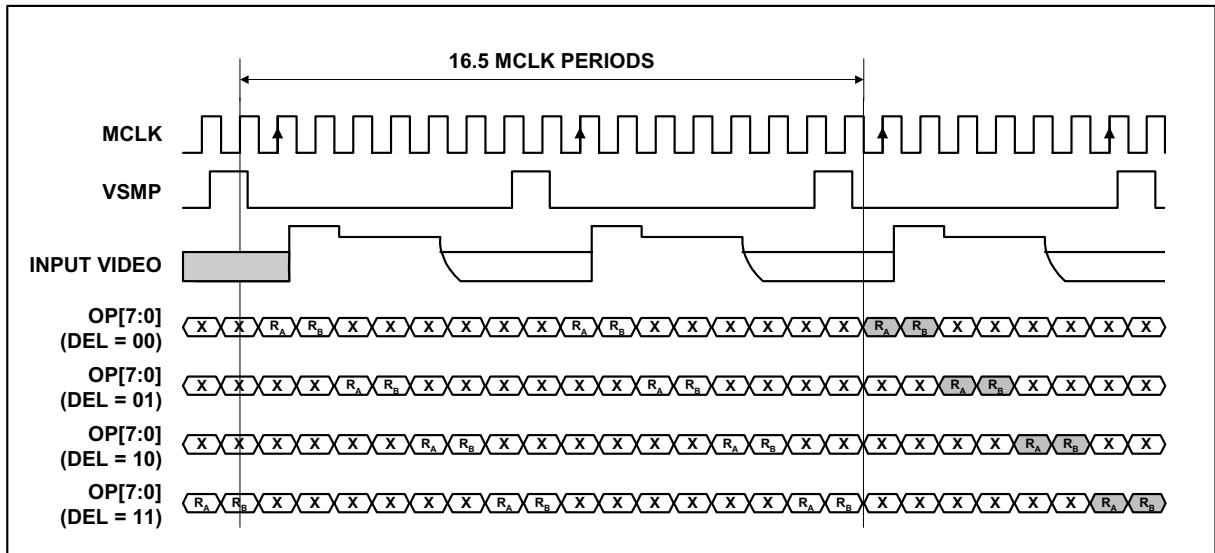 16.5 MCLK PERIODS
MCLK
VSMP
INPUT VIDEO
OP[7:0] (DEL = 00)
X X RA RB X X X X X X RA RB X X X X X X RA RB X X X X X X
OP[7:0] (DEL = 01)
X X X X RA RB X X X X X X RA RB X X X X X X RA RB X X X X
OP[7:0] (DEL = 10)
X X X X X X RA RB X X X X X X RA RB X X X X X X RA RB X X
OP[7:0] (DEL = 11)
RA RB X X X X X X RA RB X X X X X X RA RB X X X X X X RA RB